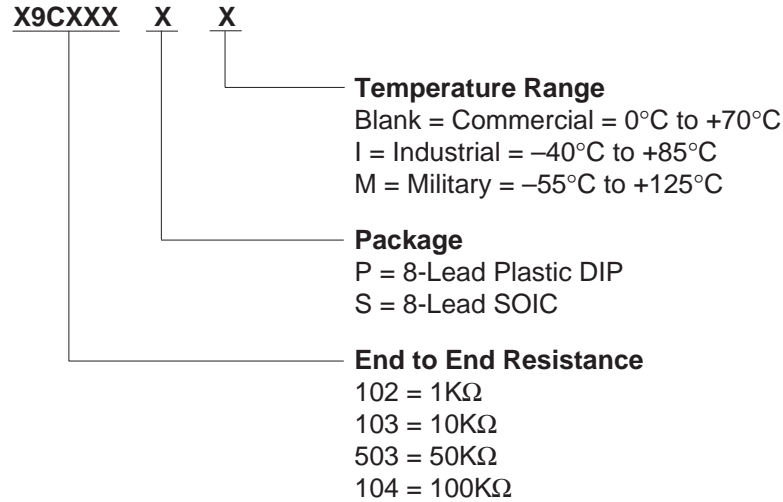 X9CXXX X X
Temperature Range
Blank = Commercial = 0°C to +70°C
I = Industrial = –40°C to +85°C
M = Military = –55°C to +125°C
Package
P = 8-Lead Plastic DIP
S = 8-Lead SOIC
End to End Resistance
102 = 1KΩ
103 = 10KΩ
503 = 50KΩ
104 = 100KΩ